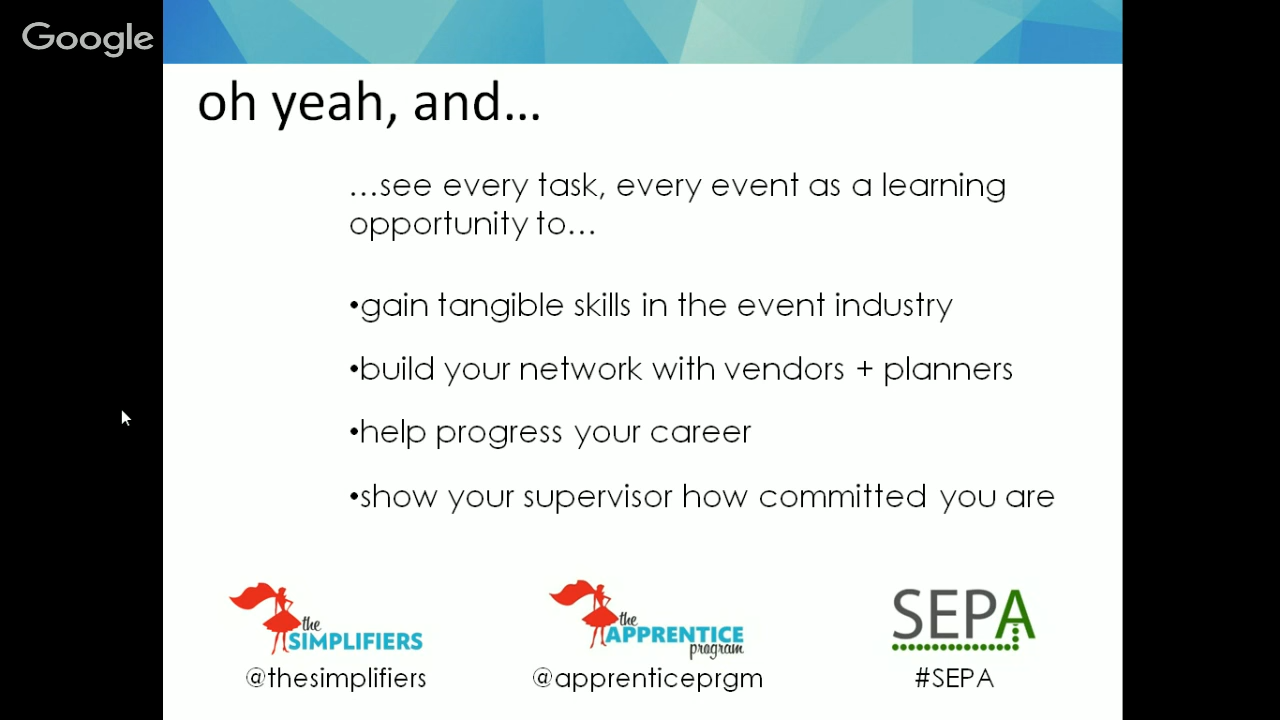 Google
oh yeah, and...
...see every task, every event as a learning
opportunity to...
•gain tangible skills in the event industry
•build your network with vendors + planners
•help progress your career
•show your supervisor how committed you are
the
SIMPLIFIERS
@thesimplifiers
the
APPRENTICE
program
@apprenticeprgm
SEPA
#SEPA